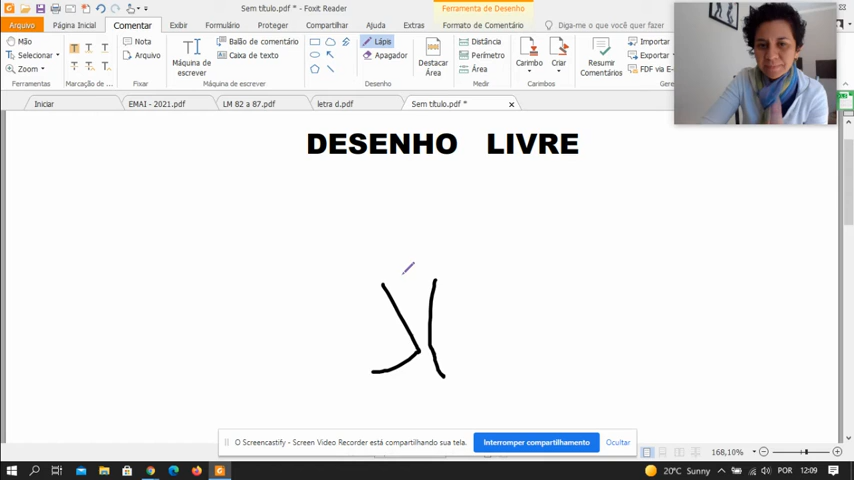 Sem título.pdf * - Foxit Reader
Ferramenta de Desenho
Arquivo Página Inicial Comentar Exibir Formulário Proteger Compartilhar Ajuda Extras Formato de Comentário Diga-me o que você quer fazer
Mão
Selecionar
Zoom
Ferramentas
Marcação de ...
Nota
Arquivo
Fixar
Máquina de escrever
Balão de comentário
Caixa de texto
Máquina de escrever
Lápis
Apagador
Desenho
Destacar Área
Distância
Perímetro
Área
Medir
Carimbo
Criar
Carimbos
Resumir Comentários
Importar
Exportar
FDF via E-
Iniciar EMAI - 2021.pdf LM 82 a 87.pdf letra d.pdf Sem título.pdf *
DESENHO LIVRE
O Screencastify - Screen Video Recorder está compartilhando sua tela. Interromper compartilhamento Ocultar
168,10%
20°C Sunny POR 12:09